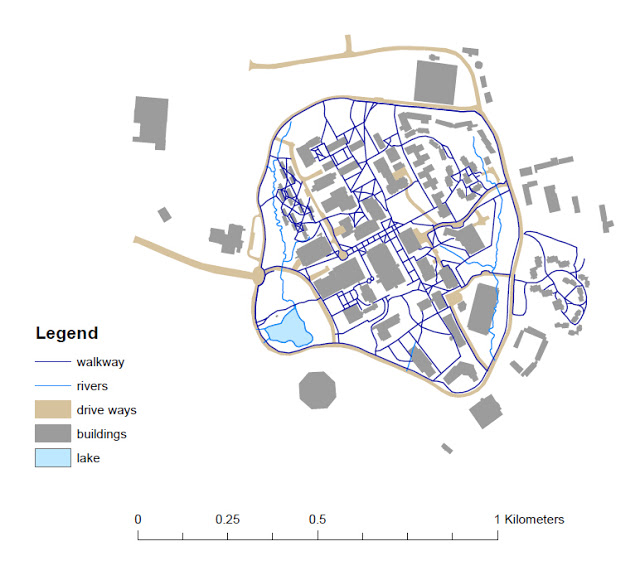 Legend
walkway
rivers
drive ways
buildings
lake
0 0.25 0.5 1 Kilometers